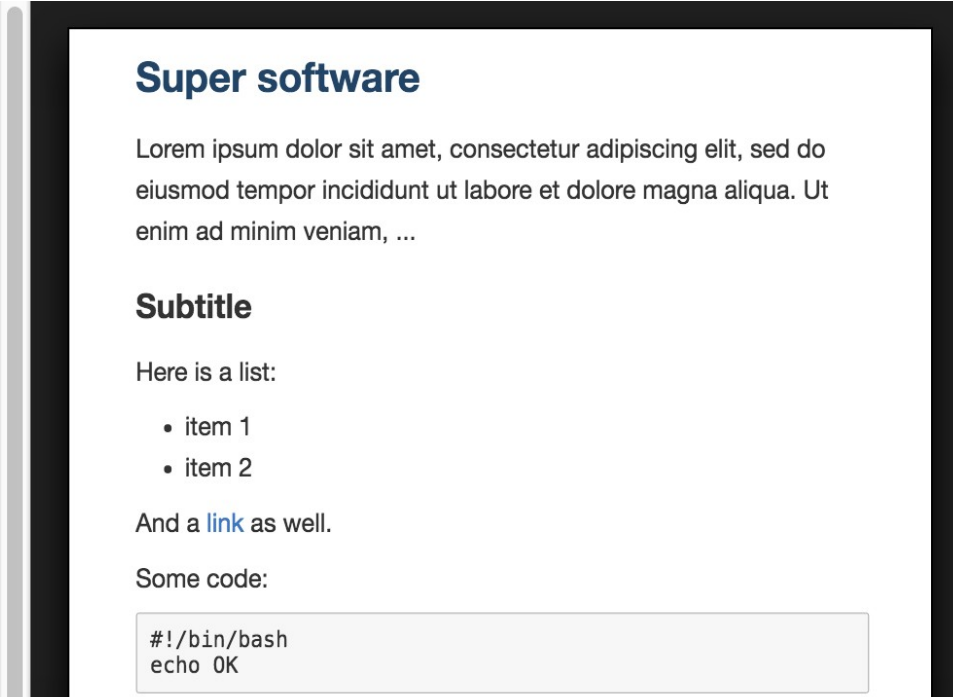 Super software
Lorem ipsum dolor sit amet, consectetur adipiscing elit, sed do
eiusmod tempor incididunt ut labore et dolore magna aliqua. Ut
enim ad minim veniam, ...
Subtitle
Here is a list:
• item 1
• item 2
And a link as well.
Some code:
#!/bin/bash
echo OK